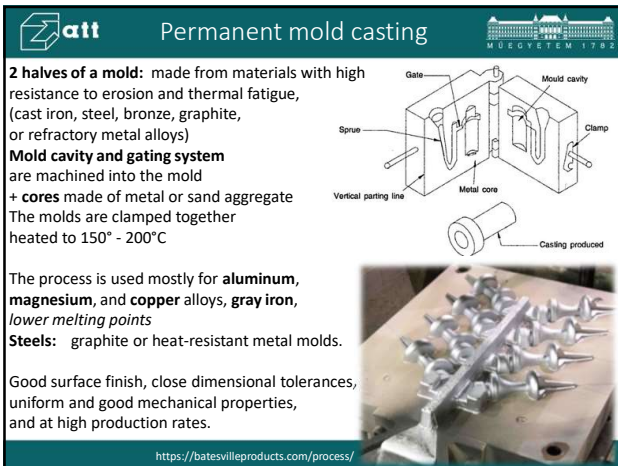 att
Permanent mold casting
MŰEGYETEM 1782
2 halves of a mold: made from materials with high
resistance to erosion and thermal fatigue,
(cast iron, steel, bronze, graphite,
or refractory metal alloys)
Mold cavity and gating system
are machined into the mold
+ cores made of metal or sand aggregate
The molds are clamped together
heated to 150° - 200°C
The process is used mostly for aluminum,
magnesium, and copper alloys, gray iron,
lower melting points
Steels: graphite or heat-resistant metal molds.
Good surface finish, close dimensional tolerances,
uniform and good mechanical properties,
and at high production rates.
Gate
Mould cavity
Sprue
Clamp
Metal core
Vertical parting line
Casting produced
https://batesvilleproducts.com/process/